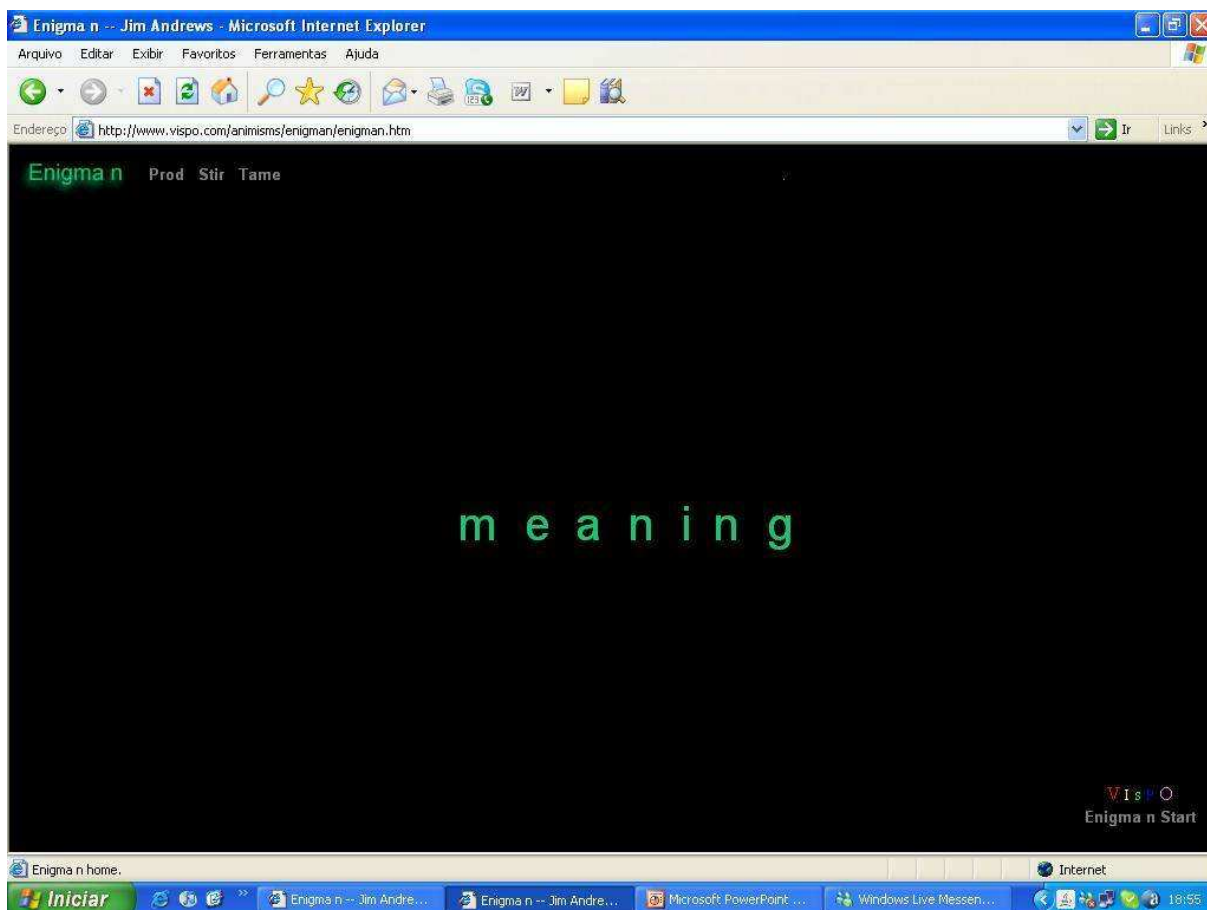 Enigma n -- Jim Andrews - Microsoft Internet Explorer
Arquivo Editar Exibir Favoritos Ferramentas Ajuda
Endereço http://www.vispo.com/animisms/enigman/enigman.htm Ir Links
Enigma n Prod Stir Tame
m e a n i n g
VIsPO
Enigma n Start
Enigma n home. Internet
Iniciar Enigma n -- Jim Andre... Enigma n -- Jim Andre... Microsoft PowerPoint ... Windows Live Messen... 18:55